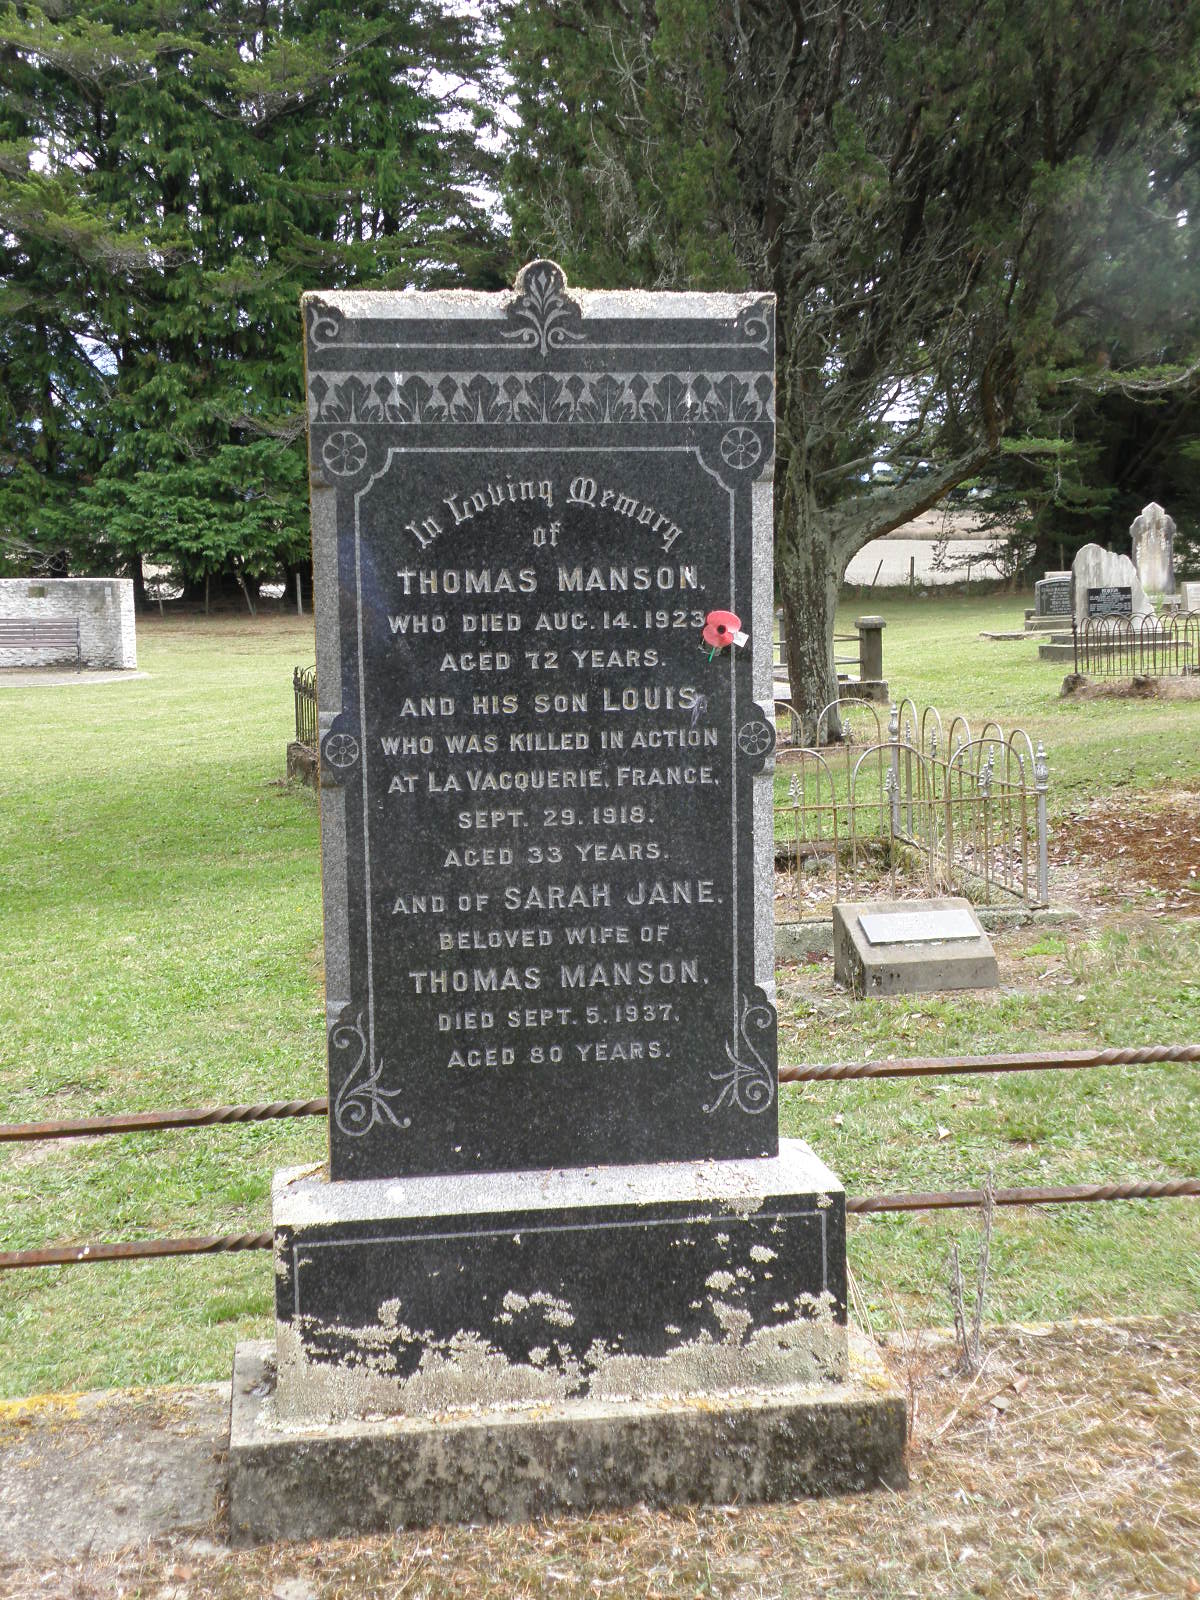 In Loving Memory
of
THOMAS MANSON.
WHO DIED AUG. 14. 1923
AGED 72 YEARS.
AND HIS SON LOUIS
WHO WAS KILLED IN ACTION
AT LA VACQUERIE, FRANCE,
SEPT. 29. 1918.
AGED 33 YEARS.
AND OF SARAH JANE.
BELOVED WIFE OF
THOMAS MANSON,
DIED SEPT. 5. 1937,
AGED 80 YEARS.